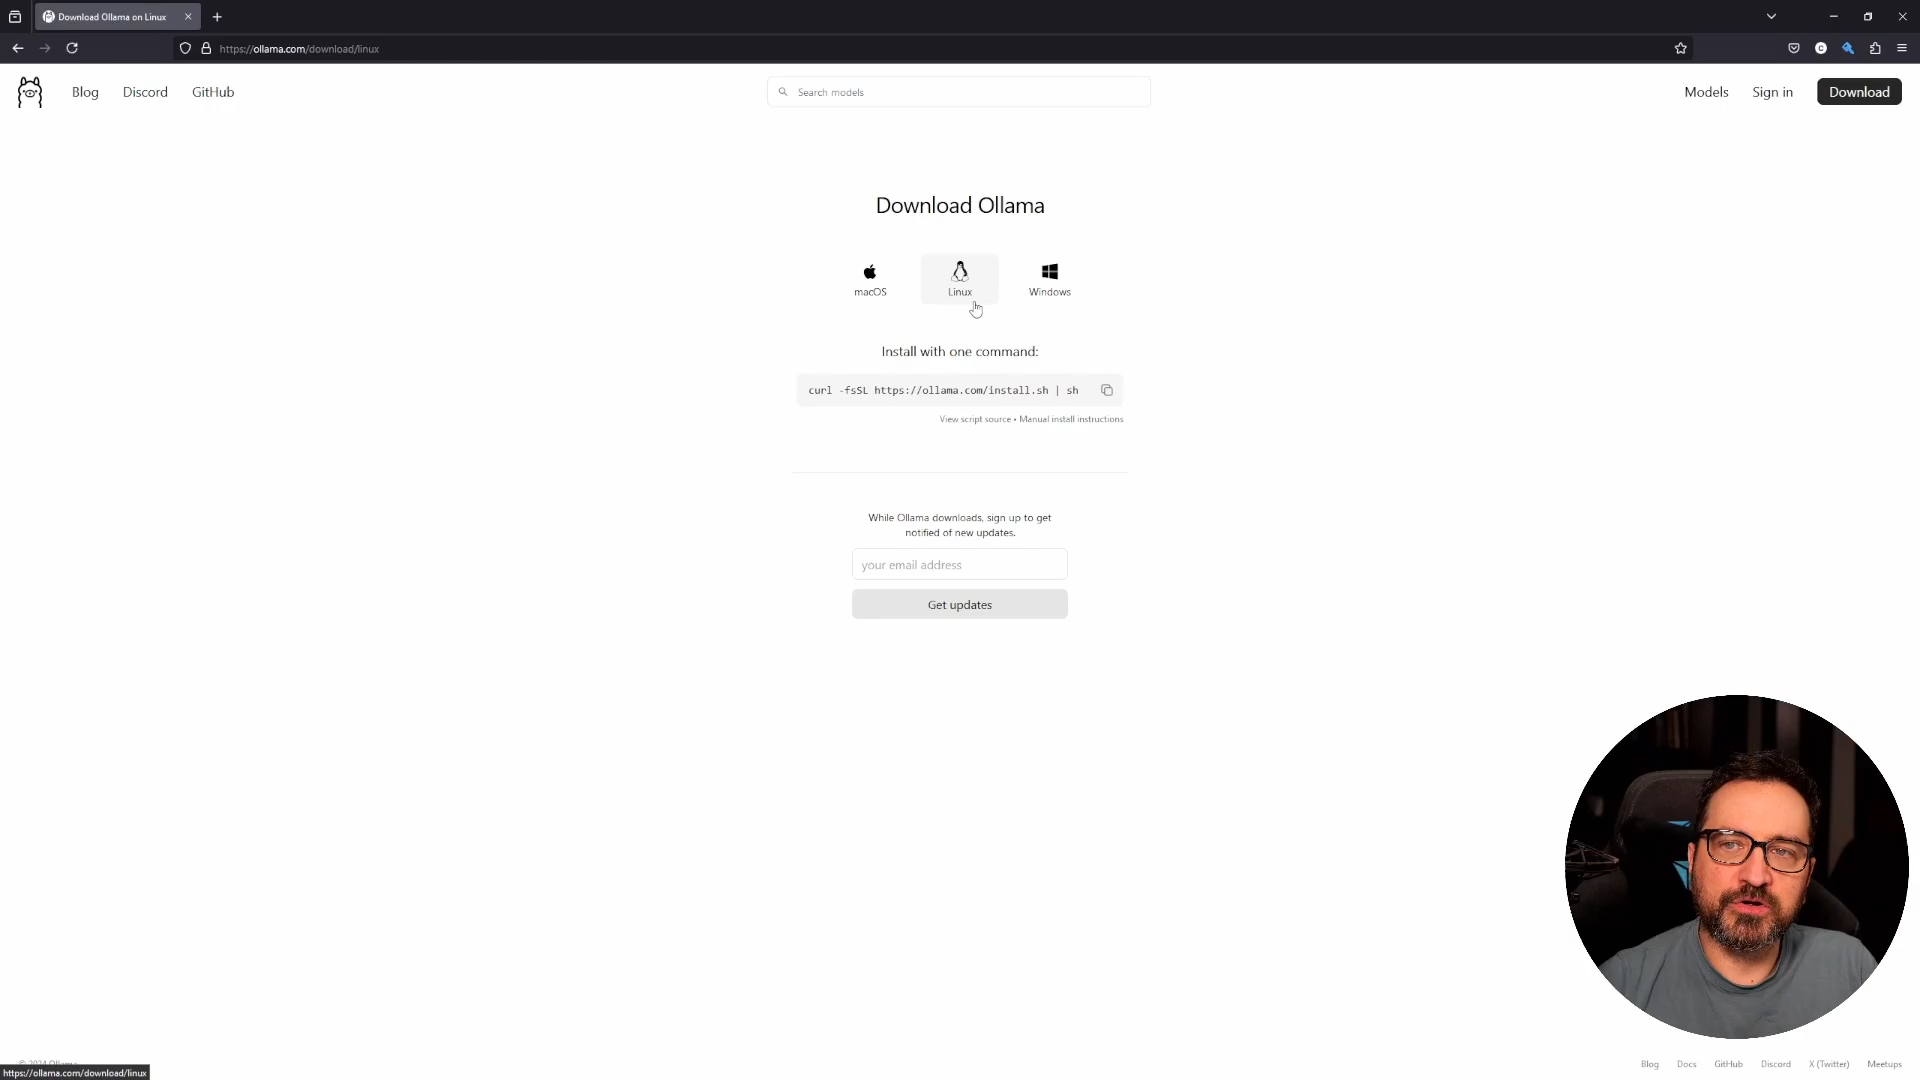 Download Ollama on Linux
https://ollama.com/download/linux
Blog
Discord
GitHub
Search models
Models
Sign in
Download
Download Ollama
macOS
Linux
Windows
Install with one command:
curl -fsSL https://ollama.com/install.sh | sh
View script source • Manual install instructions
While Ollama downloads, sign up to get
notified of new updates.
your email address
Get updates
© 2024 Ollama
https://ollama.com/download/linux
Blog
Docs
GitHub
Discord
X (Twitter)
Meetups